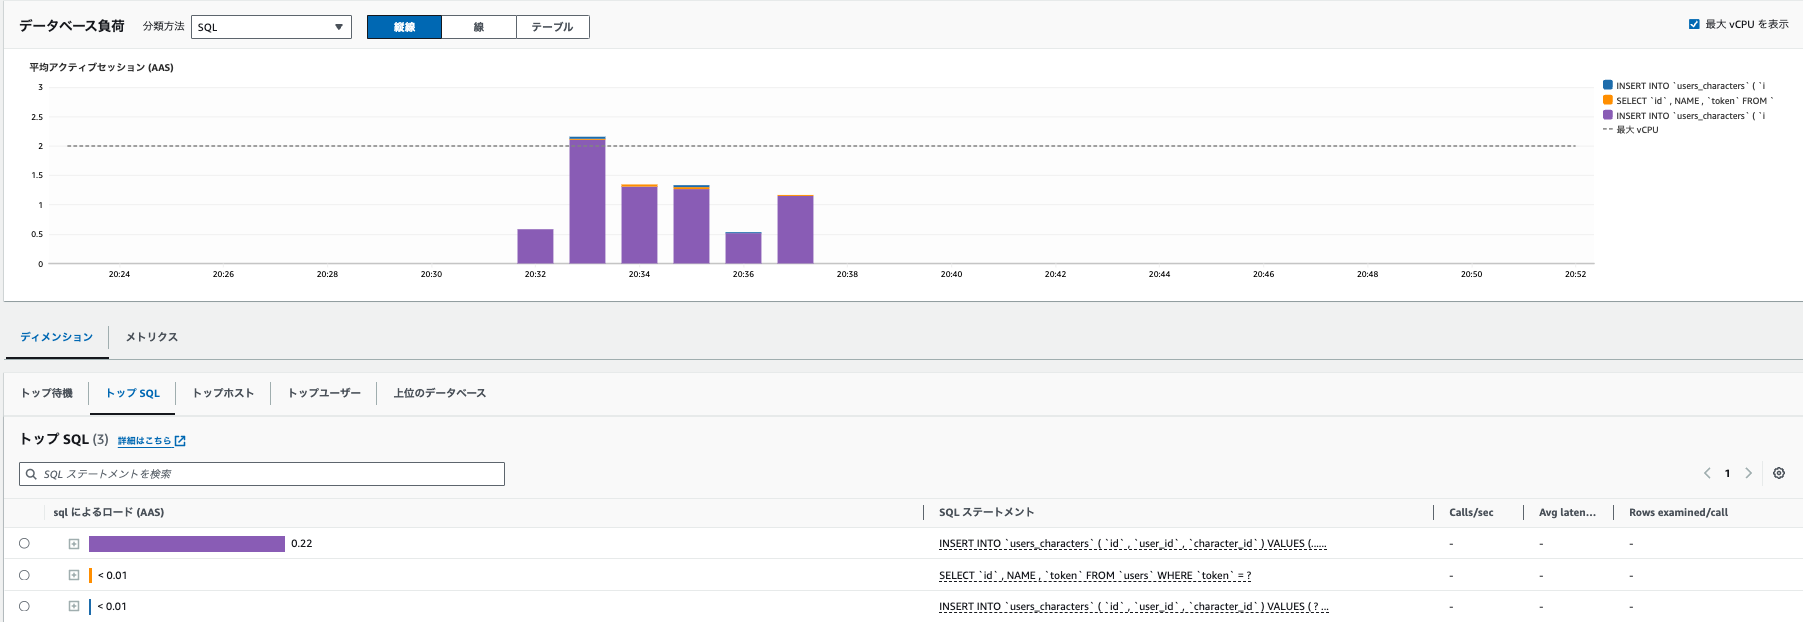 データベース負荷 分類方法 SQL 縦線 線 テーブル 最大 vCPU を表示
平均アクティブセッション (AAS)
3
2.5
2
1.5
1
0.5
0
20:24 20:26 20:28 20:30 20:32 20:34 20:36 20:38 20:40 20:42 20:44 20:46 20:48 20:50 20:52
INSERT INTO `users_characters` ( `i
SELECT `id` , NAME , `token` FROM `
INSERT INTO `users_characters` ( `i
最大 vCPU
ディメンション メトリクス
トップ待機 トップ SQL トップホスト トップユーザー 上位のデータベース
トップ SQL (3) 詳細はこちら
SQL ステートメントを検索 1
sql によるロード (AAS) SQL ステートメント Calls/sec Avg laten... Rows examined/call
0.22 INSERT INTO `users_characters` ( `id` , `user_id` , `character_id` ) VALUES (...... - - -
< 0.01 SELECT `id` , NAME , `token` FROM `users` WHERE `token` = ? - - -
< 0.01 INSERT INTO `users_characters` ( `id` , `user_id` , `character_id` ) VALUES ( ? ... - - -